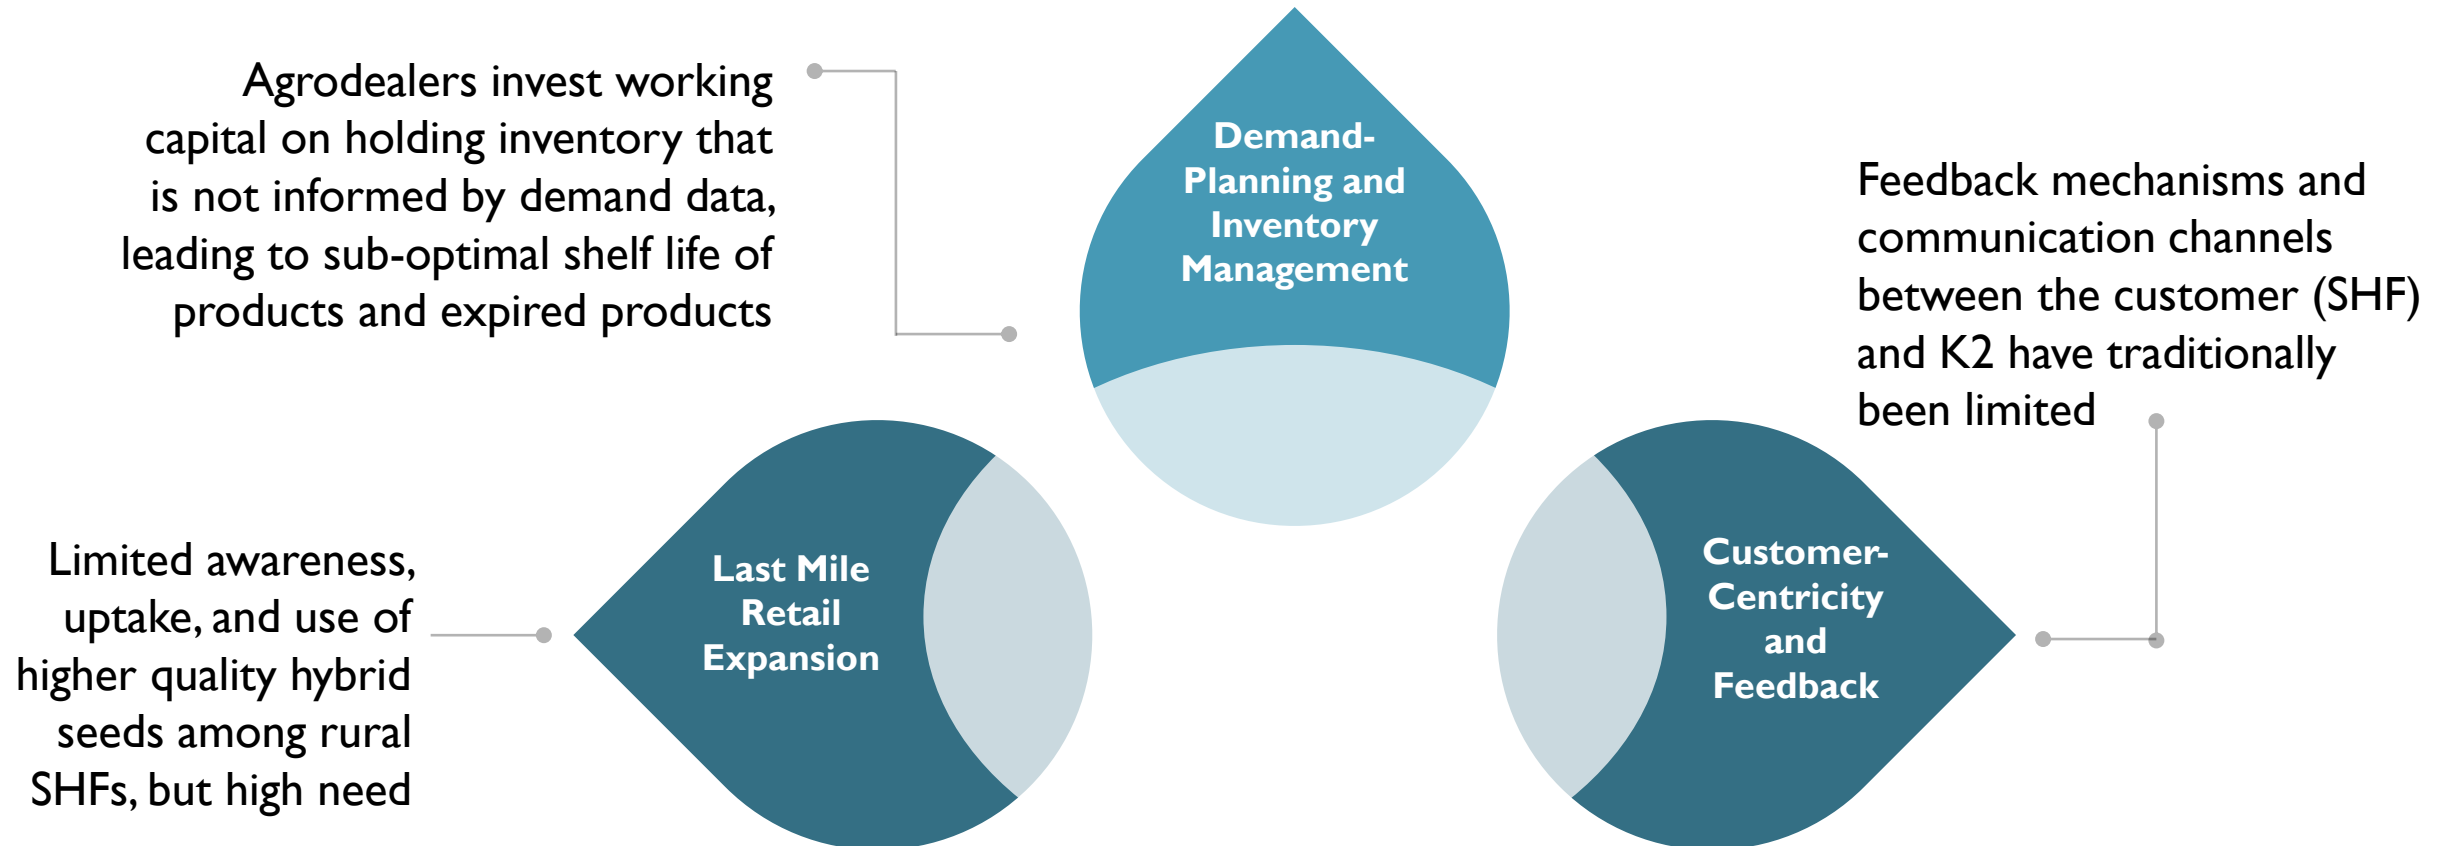 Agrodealers invest working
capital on holding inventory that
is not informed by demand data,
leading to sub-optimal shelf life of
products and expired products
Demand-
Planning and
Inventory
Management
Feedback mechanisms and
communication channels
between the customer (SHF)
and K2 have traditionally
been limited
Limited awareness,
uptake, and use of
higher quality hybrid
seeds among rural
SHFs, but high need
Last Mile
Retail
Expansion
Customer-
Centricity
and
Feedback